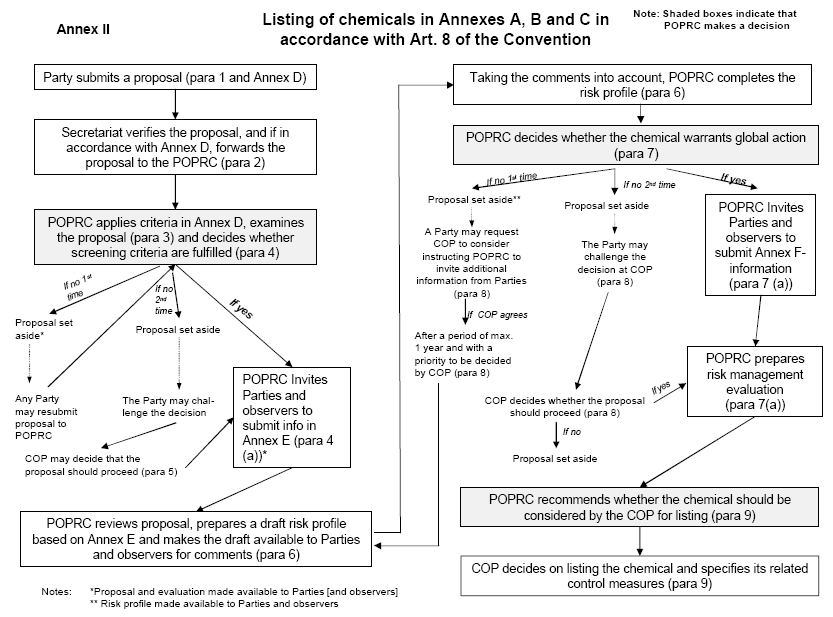 Annex II
Listing of chemicals in Annexes A, B and C in
accordance with Art. 8 of the Convention
Note: Shaded boxes indicate that
POPRC makes a decision
Party submits a proposal (para 1 and Annex D)
Secretariat verifies the proposal, and if in
accordance with Annex D, forwards the
proposal to the POPRC (para 2)
POPRC applies criteria in Annex D, examines
the proposal (para 3) and decides whether
screening criteria are fulfilled (para 4)
If no 1st
time
If no
2nd
time
If yes
Proposal set
aside*
Proposal set aside
Any Party
may resubmit
proposal to
POPRC
The Party may chal-
lenge the decision
COP may decide that the
proposal should proceed (para 5)
POPRC Invites
Parties and
observers to
submit info in
Annex E (para 4
(a))*
POPRC reviews proposal, prepares a draft risk profile
based on Annex E and makes the draft available to Parties
and observers for comments (para 6)
Taking the comments into account, POPRC completes the
risk profile (para 6)
POPRC decides whether the chemical warrants global action
(para 7)
If no 1st time
If no 2nd time
If yes
Proposal set aside**
A Party may request
COP to consider
instructing POPRC to
invite additional
information from Parties
(para 8)
If COP agrees
After a period of max.
1 year and with a
priority to be decided
by COP (para 8)
Proposal set aside
The Party may
challenge the
decision at COP
(para 8)
COP decides whether the proposal
should proceed (para 8)
If yes
If no
Proposal set aside
POPRC Invites
Parties and
observers to
submit Annex F-
information
(para 7 (a))
POPRC prepares
risk management
evaluation
(para 7(a))
POPRC recommends whether the chemical should be
considered by the COP for listing (para 9)
COP decides on listing the chemical and specifies its related
control measures (para 9)
Notes: *Proposal and evaluation made available to Parties [and observers]
** Risk profile made available to Parties and observers